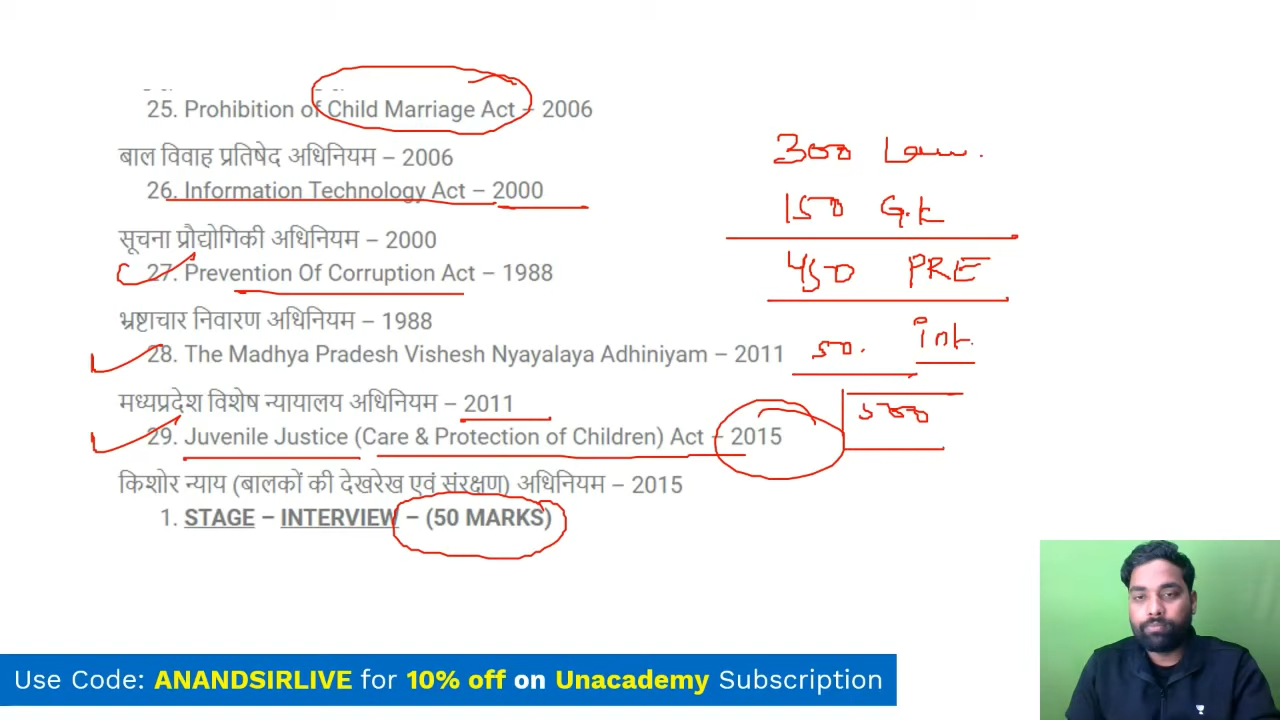 25. Prohibition of Child Marriage Act – 2006
बाल विवाह प्रतिषेद अधिनियम – 2006
26. Information Technology Act – 2000
सूचना प्रौद्योगिकी अधिनियम – 2000
27. Prevention Of Corruption Act – 1988
भ्रष्टाचार निवारण अधिनियम – 1988
28. The Madhya Pradesh Vishesh Nyayalaya Adhiniyam – 2011
मध्यप्रदेश विशेष न्यायालय अधिनियम – 2011
29. Juvenile Justice (Care & Protection of Children) Act – 2015
किशोर न्याय (बालकों की देखरेख एवं संरक्षण) अधिनियम – 2015
1. STAGE – INTERVIEW – (50 MARKS)
300 Law.
150 G.K
450 PRE
50. int.
500
Use Code: ANANDSIRLIVE for 10% off on Unacademy Subscription